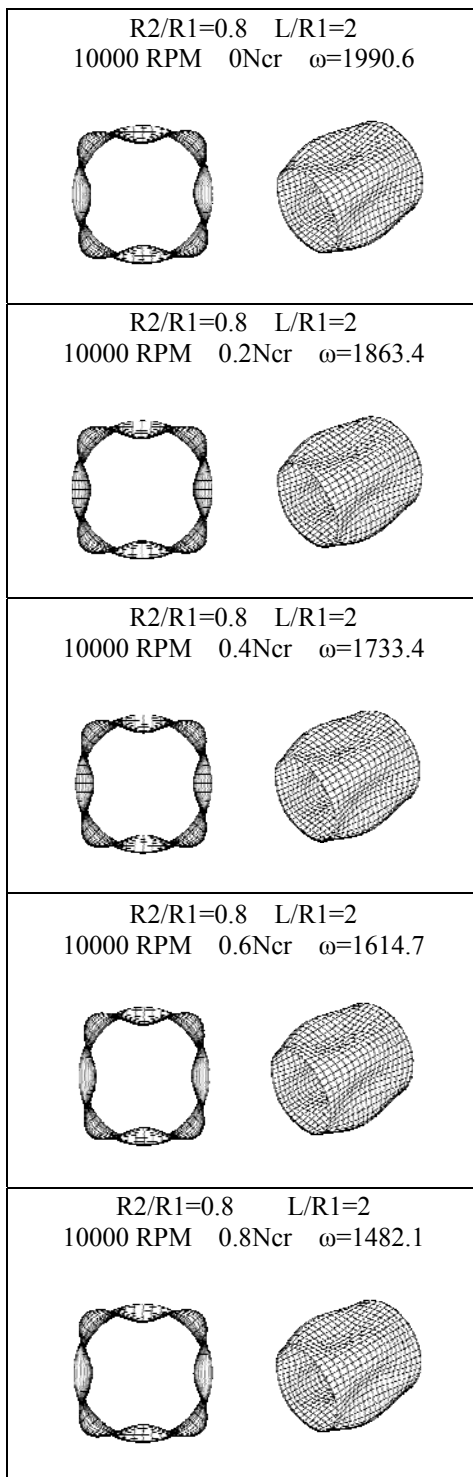 R2/R1=0.8 L/R1=2
10000 RPM 0Ncr ω=1990.6
R2/R1=0.8 L/R1=2
10000 RPM 0.2Ncr ω=1863.4
R2/R1=0.8 L/R1=2
10000 RPM 0.4Ncr ω=1733.4
R2/R1=0.8 L/R1=2
10000 RPM 0.6Ncr ω=1614.7
R2/R1=0.8 L/R1=2
10000 RPM 0.8Ncr ω=1482.1